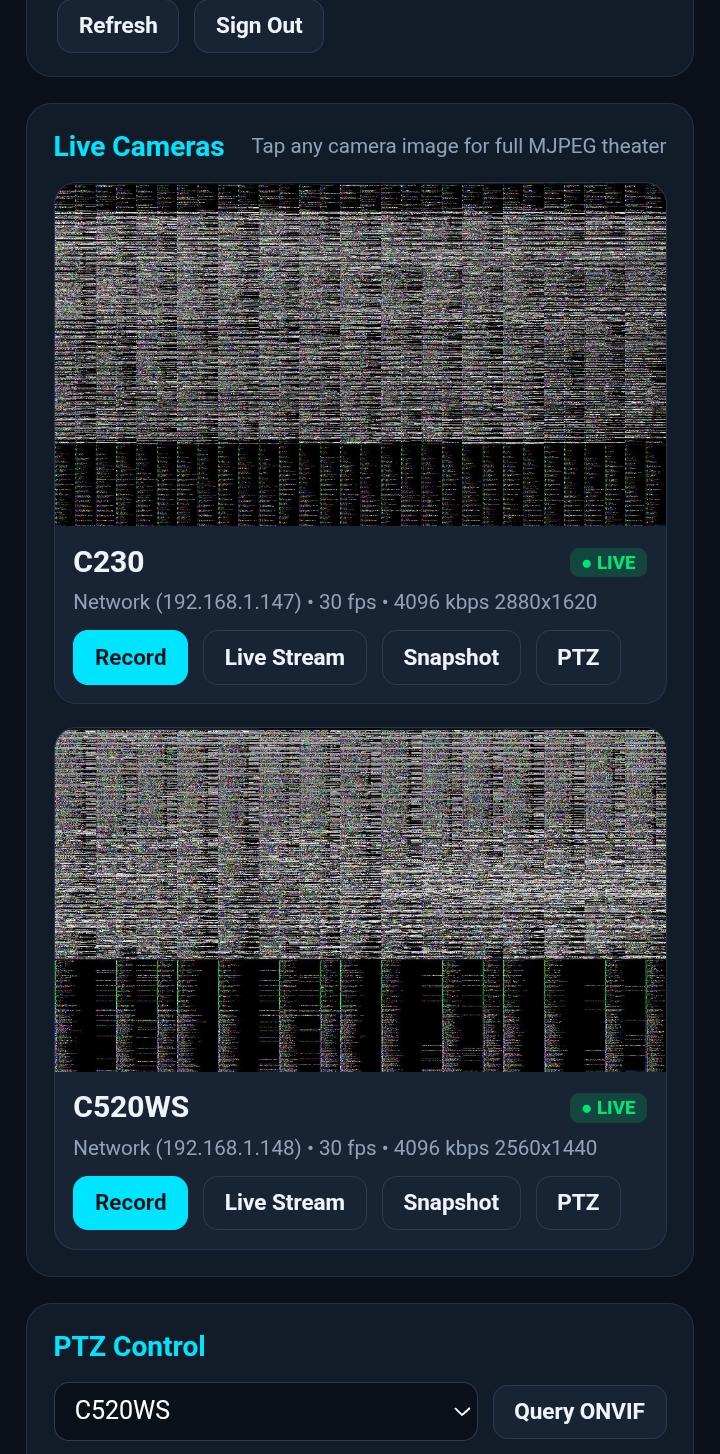 Refresh
Sign Out
Live Cameras
Tap any camera image for full MJPEG theater
C230
● LIVE
Network (192.168.1.147) • 30 fps • 4096 kbps 2880x1620
Record
Live Stream
Snapshot
PTZ
C520WS
● LIVE
Network (192.168.1.148) • 30 fps • 4096 kbps 2560x1440
Record
Live Stream
Snapshot
PTZ
PTZ Control
C520WS
Query ONVIF